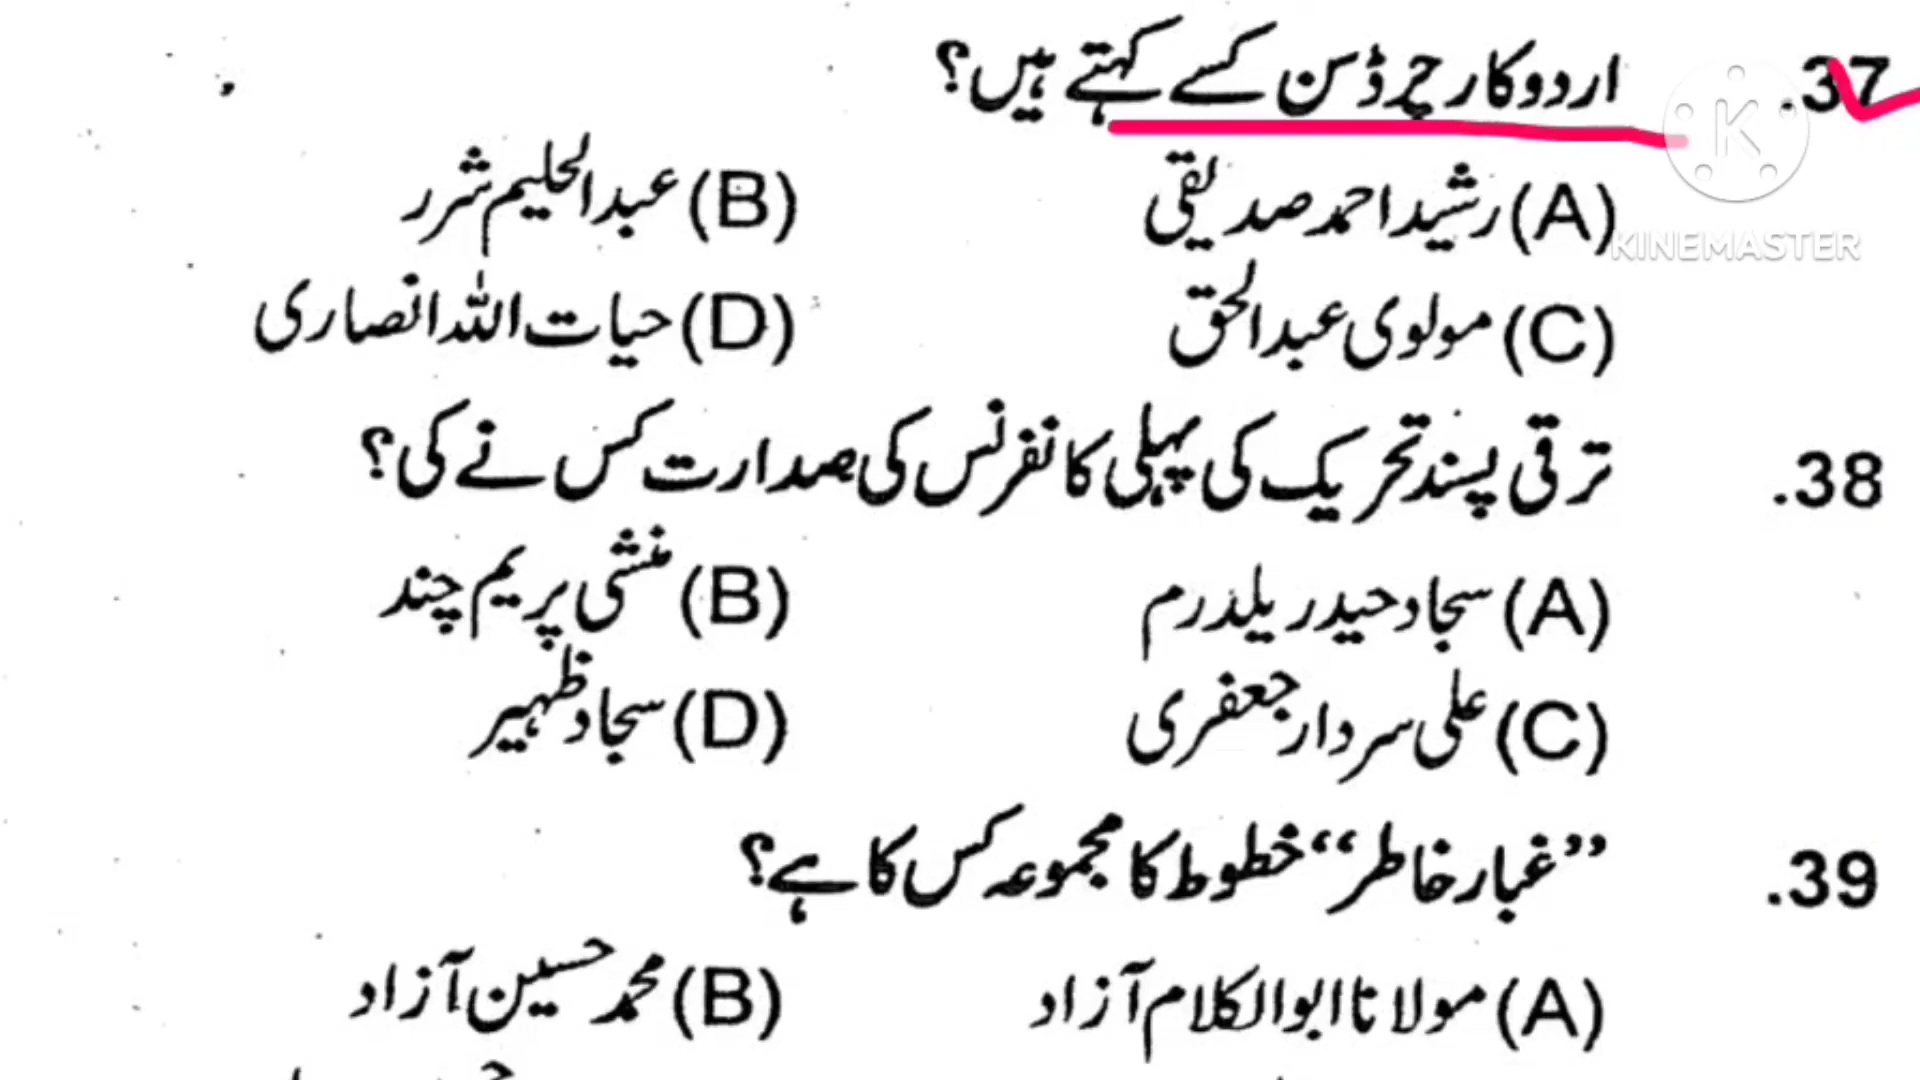 37. اردو کا رچرڈسن کسے کہتے ہیں؟
(A) رشید احمد صدیقی (B) عبدالحلیم شرر
KINEMASTER
(C) مولوی عبدالحق (D) حیات اللہ انصاری
38. ترقی پسند تحریک کی پہلی کانفرنس کی صدارت کس نے کی؟
(A) سجاد حیدر یلدرم (B) منشی پریم چند
(C) علی سردار جعفری (D) سجاد ظہیر
39. ”غبار خاطر“ خطوط کا مجموعہ کس کا ہے؟
(A) مولانا ابوالکلام آزاد (B) محمد حسین آزاد